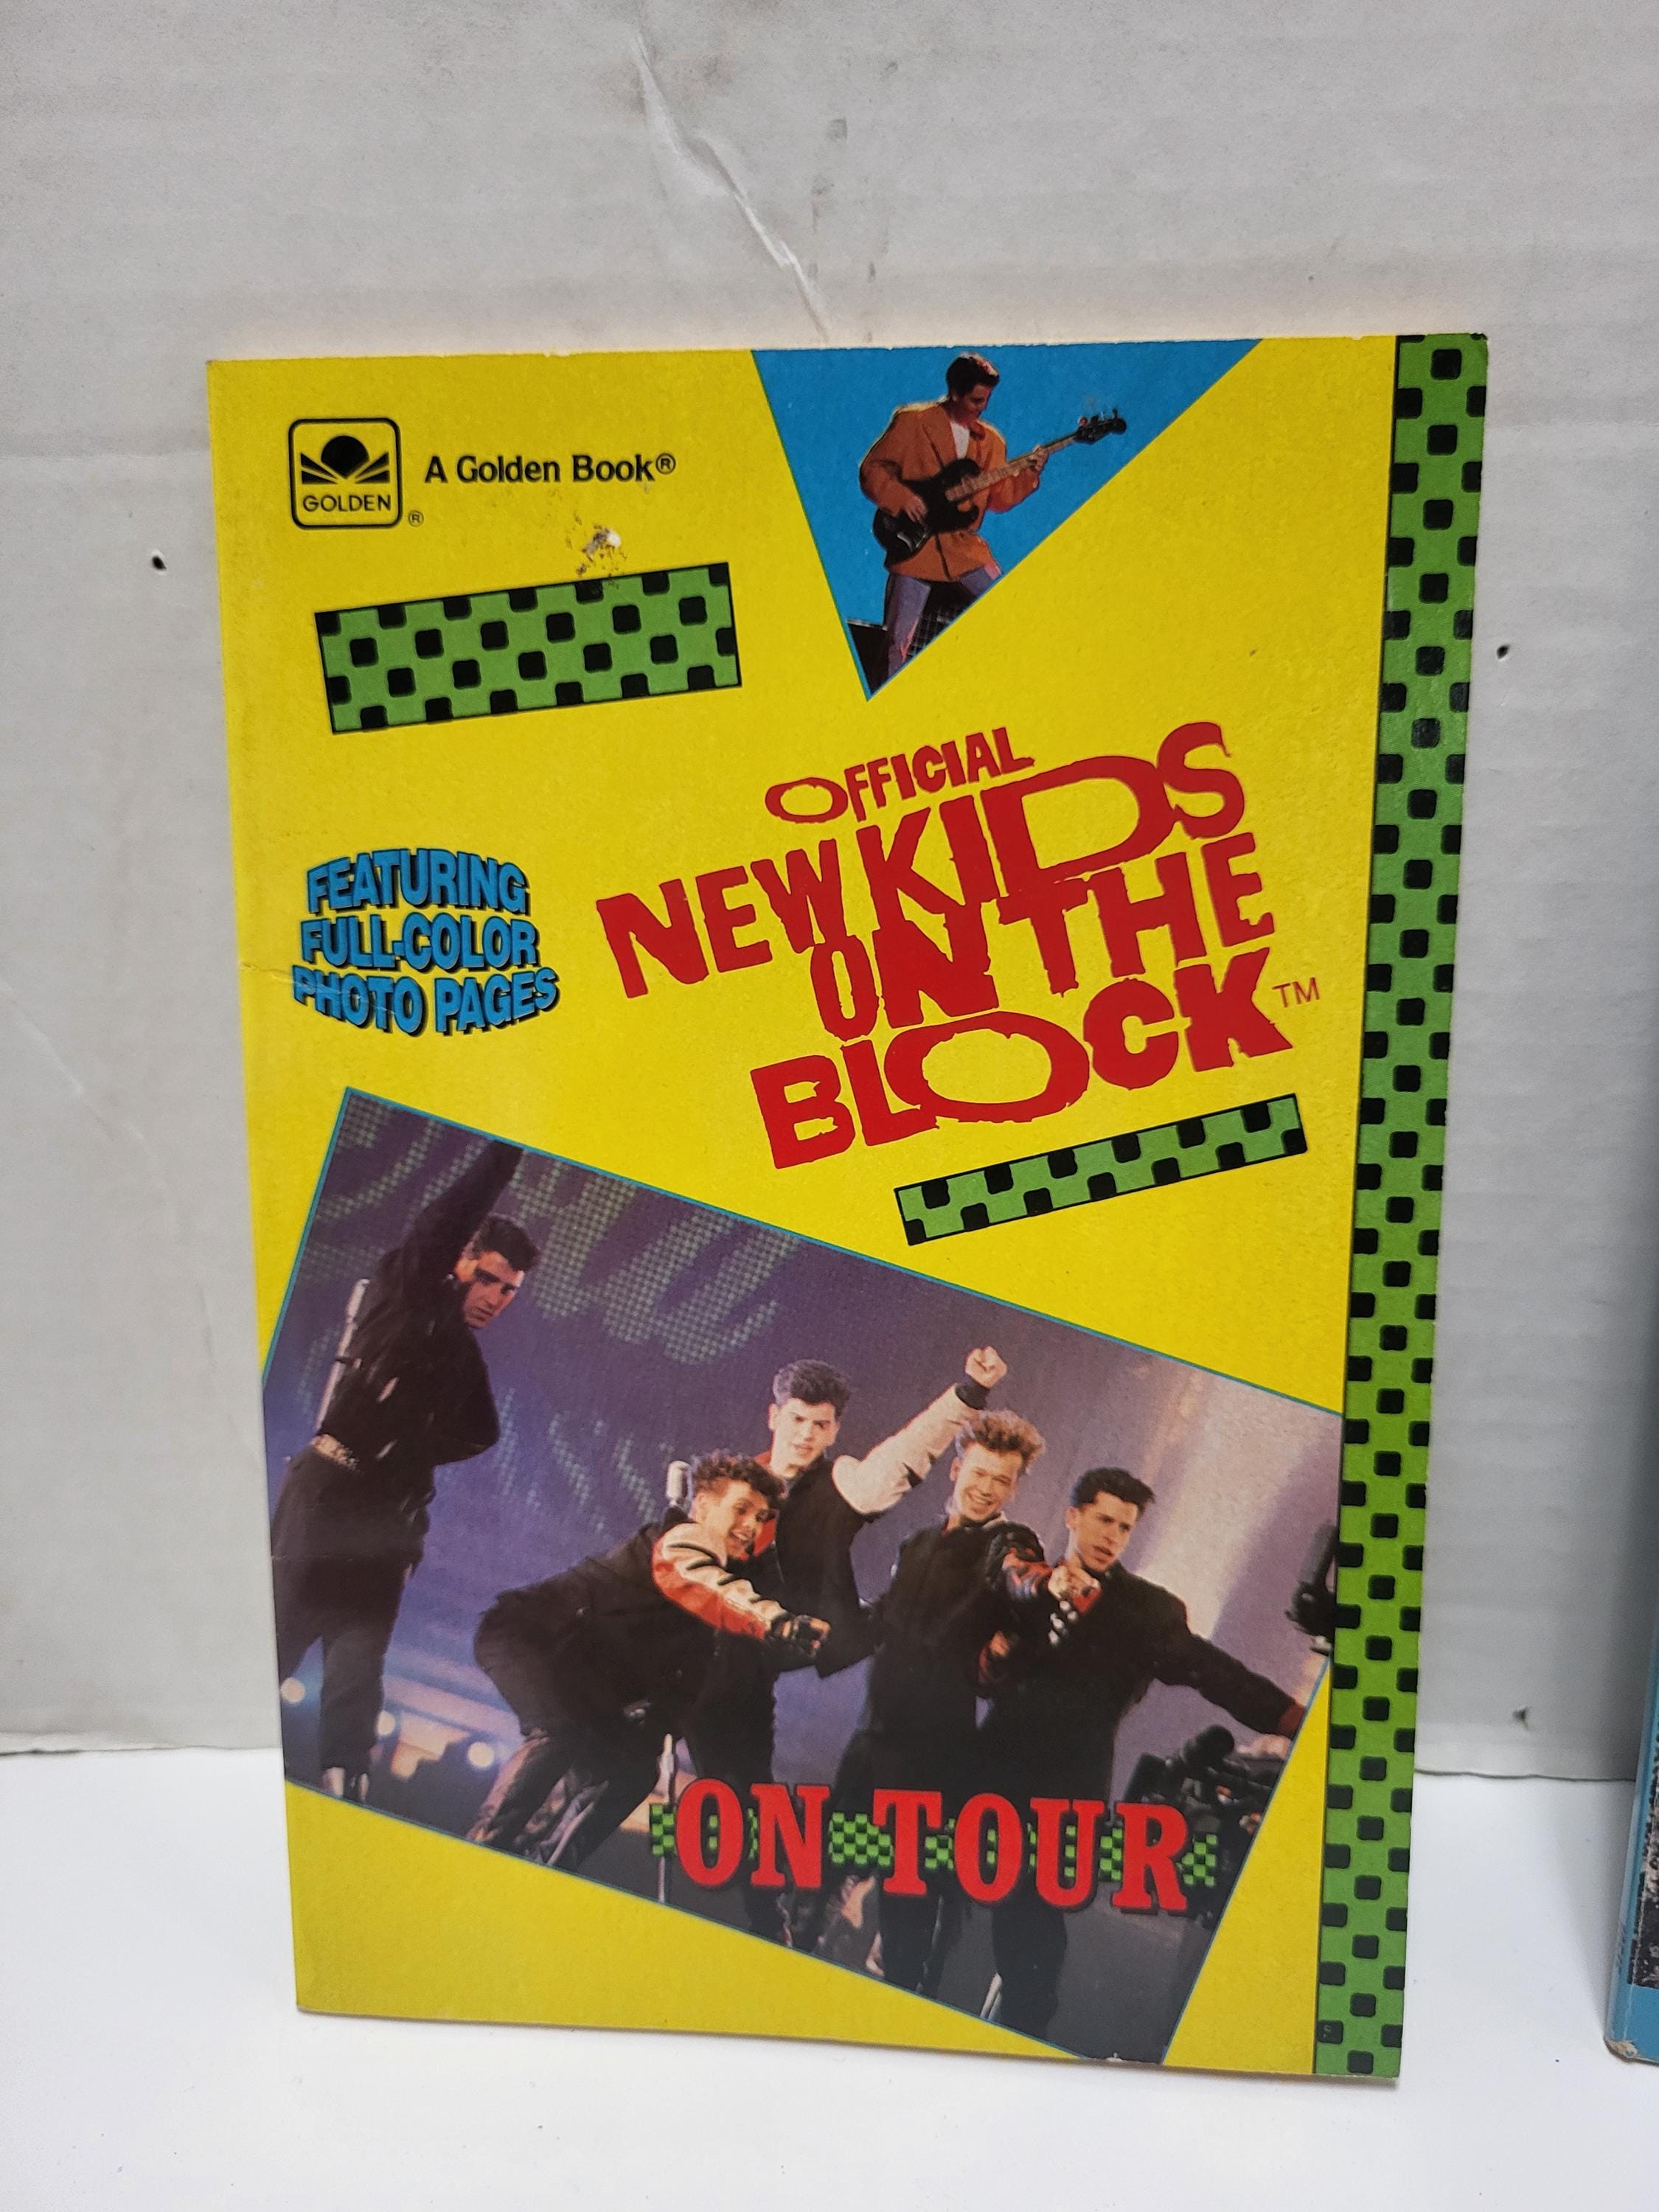 GOLDEN ®
A Golden Book®
OFFICIAL
NEW KIDS
ON THE
BLOCK™
FEATURING
FULL-COLOR
PHOTO PAGES
ON TOUR